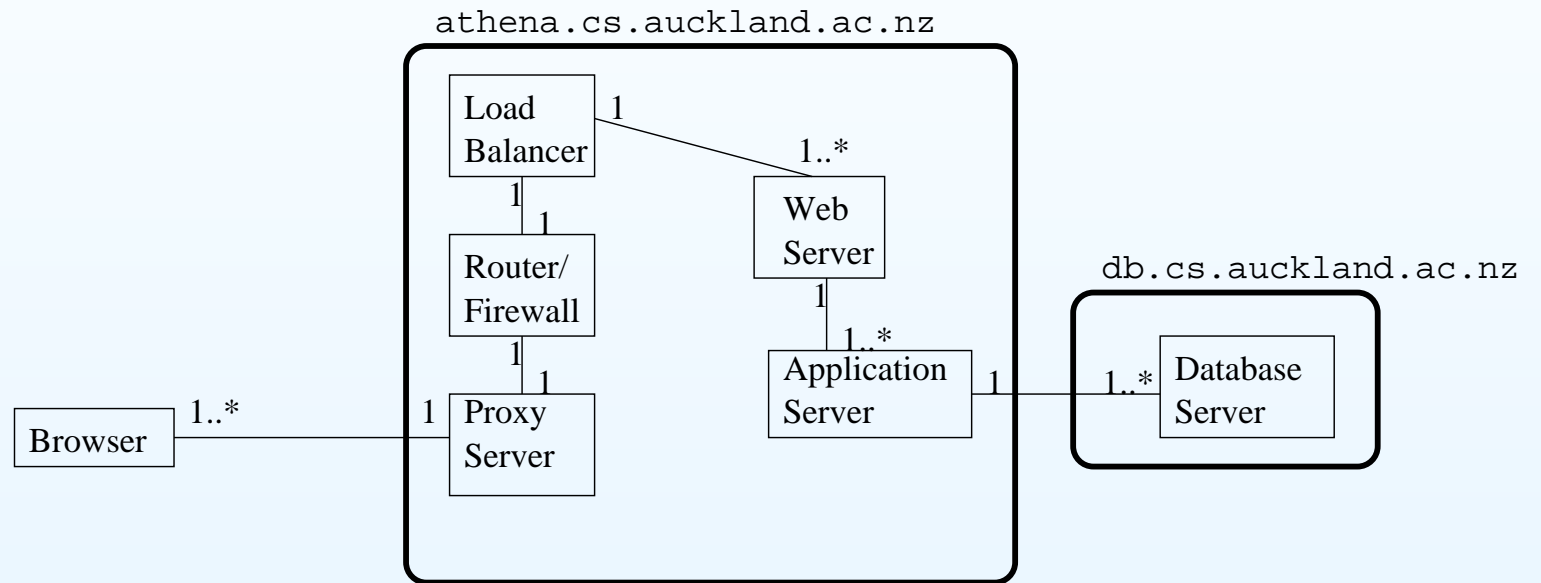 athena.cs.auckland.ac.nz
Load
Balancer
1
1..*
1
1
Web
Server
Router/
Firewall
db.cs.auckland.ac.nz
1
1
1..*
1
Application
Server
1
1..*
Database
Server
Browser
1..*
1
Proxy
Server